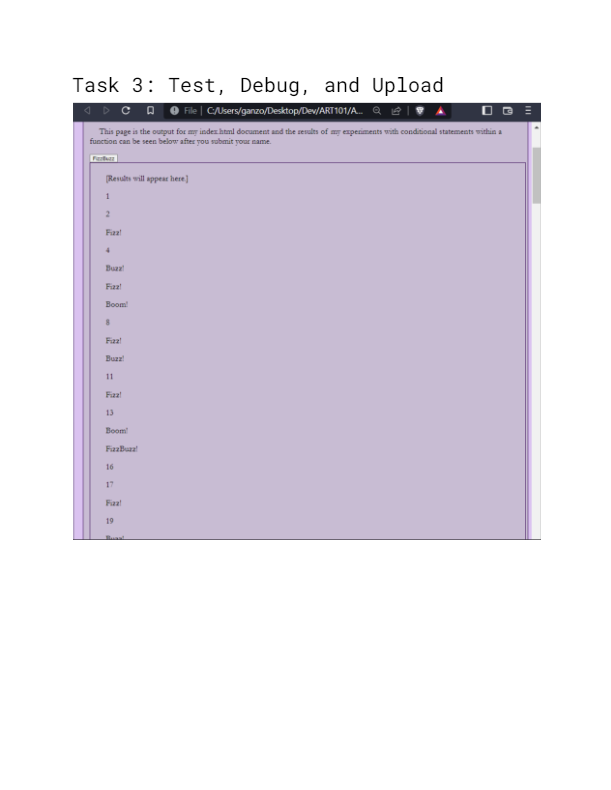 Task 3: Test, Debug, and Upload
File | C:/Users/ganzo/Desktop/Dev/ART101/A...
This page is the output for my index.html document and the results of my experiments with conditional statements within a
function can be seen below after you submit your name.
FizzBuzz
[Results will appear here.]
1
2
Fizz!
4
Buzz!
Fizz!
Boom!
8
Fizz!
Buzz!
11
Fizz!
13
Boom!
FizzBuzz!
16
17
Fizz!
19
Buzz!